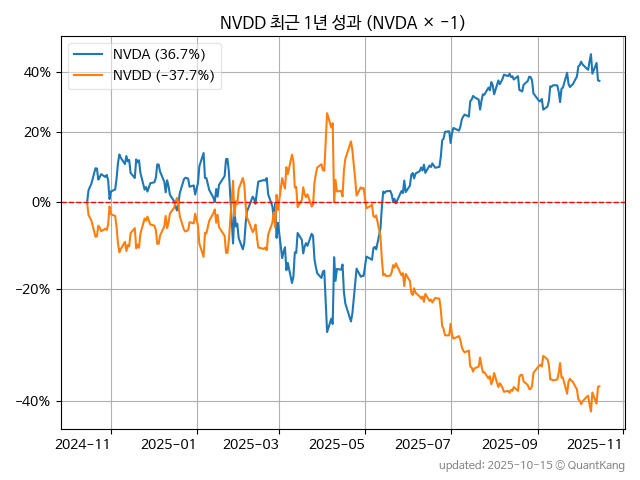 NVDD 최근 1년 성과 (NVDA × -1)
NVDA (36.7%)
NVDD (−37.7%)
40%
20%
0%
−20%
−40%
2024-11 2025-01 2025-03 2025-05 2025-07 2025-09 2025-11
updated: 2025-10-15 © QuantKang